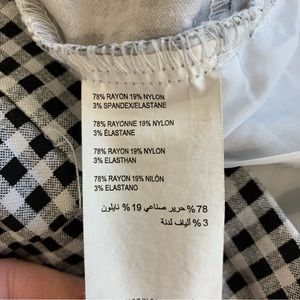 78% RAYON 19% NYLON
3% SPANDEX/ELASTANE
78% RAYONNE 19% NYLON
3% ÉLASTANE
78% RAYON 19% NYLON
3% ELASTHAN
78% RAYON 19% NILÓN
3% ELASTANO
78 % حرير صناعي 19 % نايلون
3 % ألياف لدنة